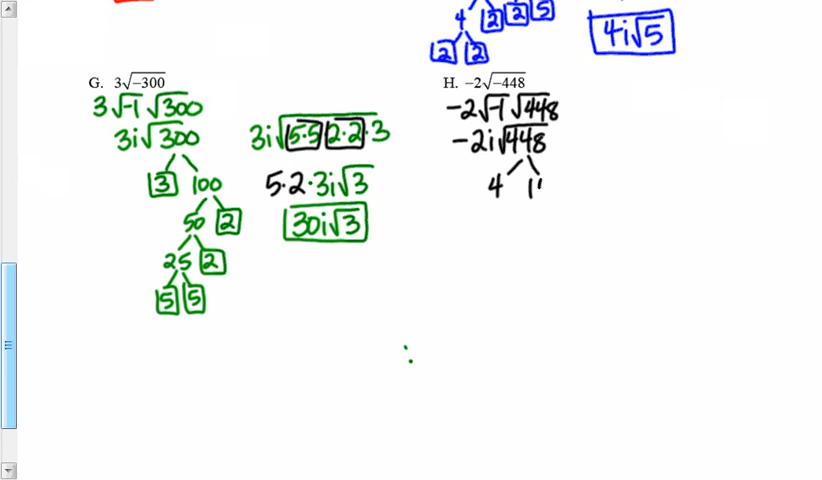 4 2 2 5
2 2
4i√5
G. 3√-300
3√-1 √300
3i√300
3 100
50 2
25 2
5 5
3i√5·5 2·2·3
5·2·3i√3
30i√3
H. -2√-448
-2√-1 √448
-2i√448
4 11